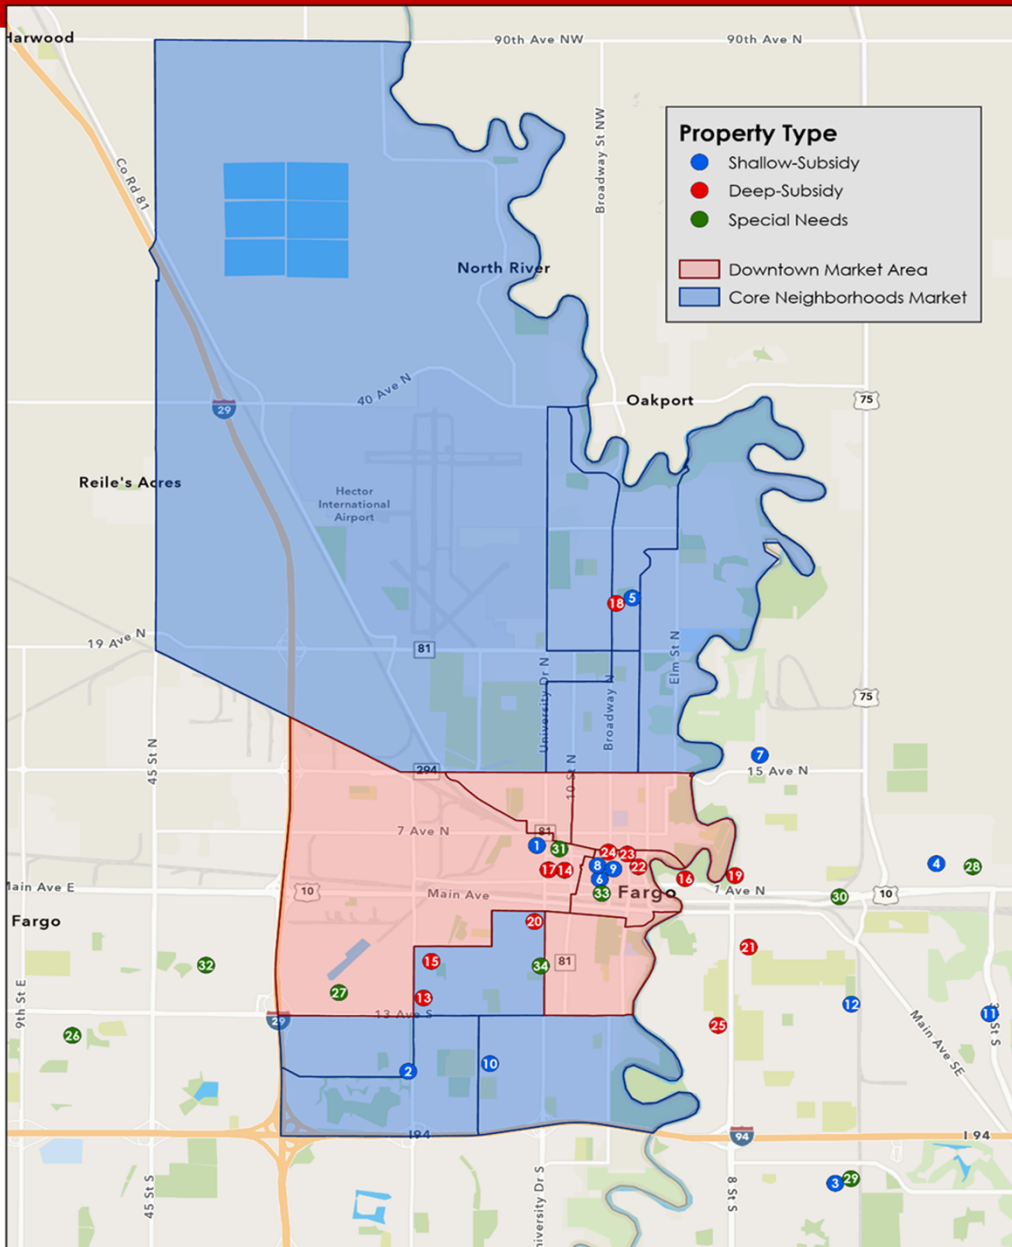 Harwood
90th Ave NW
90th Ave N
Property Type
Shallow-Subsidy
Deep-Subsidy
Special Needs
Downtown Market Area
Core Neighborhoods Market
Broadway St NW
Co Rd 81
North River
40 Ave N
29
Oakport
75
Reile's Acres
Hector
International
Airport
18
5
19 Ave N
81
Elm St N
University Dr N
Broadway N
75
45 St N
7
294
15 Ave N
10 St N
7 Ave N
81
1
31
24
23
8
9
22
17
14
6
16
19
4
28
Main Ave E
10
Main Ave
33
Fargo
1 Ave N
30
10
Fargo
20
21
15
34
81
32
27
13
12
11
9th St E
13 Ave S
29
25
26
Main Ave SE
2
10
I94
94
I 94
45 St S
8 St S
3
29